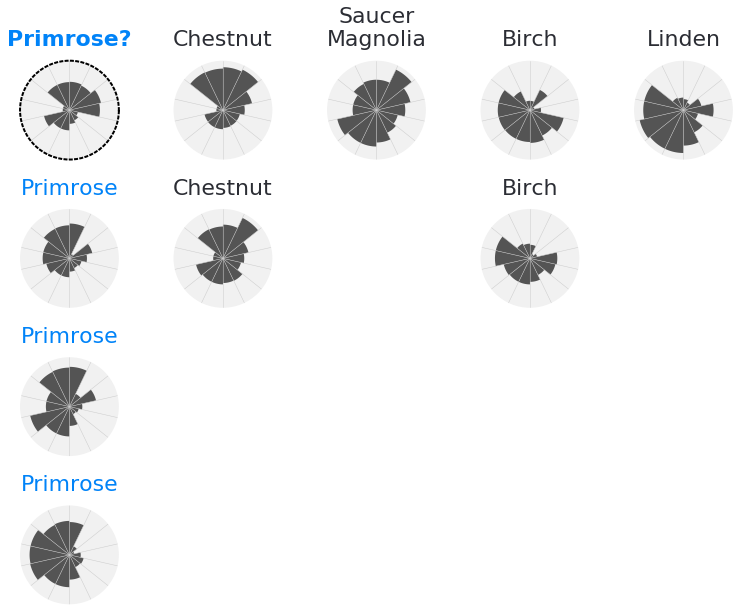 Primrose?
Chestnut
Saucer
Magnolia
Birch
Linden
Primrose
Chestnut
Birch
Primrose
Primrose